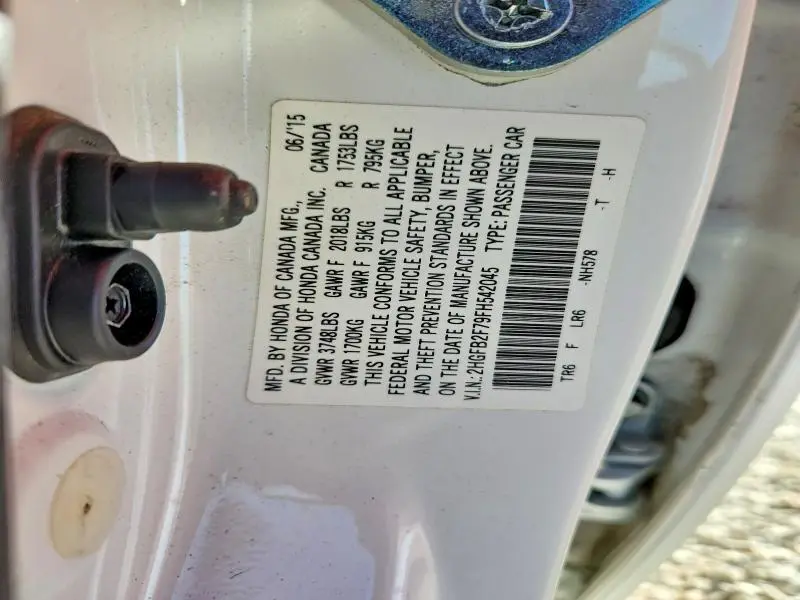 MFD. BY HONDA OF CANADA MFG., 06/'15
A DIVISION OF HONDA CANADA INC. CANADA
GVWR 3748LBS GAWR F 2018LBS R 1753LBS
GVWR 1700KG GAWR F 915KG R 795KG
THIS VEHICLE CONFORMS TO ALL APPLICABLE
FEDERAL MOTOR VEHICLE SAFETY, BUMPER,
AND THEFT PREVENTION STANDARDS IN EFFECT
ON THE DATE OF MANUFACTURE SHOWN ABOVE.
V.I.N.: 2HGFB2F79FH542045 TYPE: PASSENGER CAR
TR6 F LR6 -NH578 -T -H